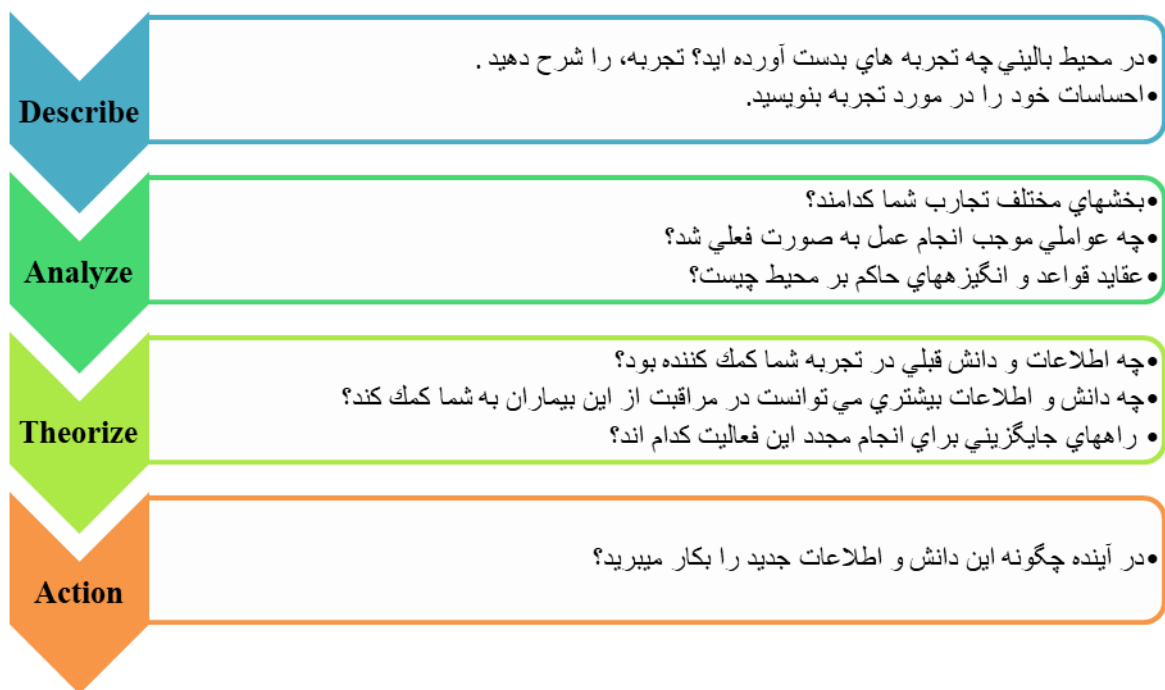 Describe
•در محيط باليني چه تجربه هاي بدست آورده ايد؟ تجربه، را شرح دهيد .
•احساسات خود را در مورد تجربه بنويسيد.
Analyze
•بخشهاي مختلف تجارب شما كدامند؟
•چه عواملي موجب انجام عمل به صورت فعلي شد؟
•عقايد قواعد و انگيزههاي حاكم بر محيط چيست؟
Theorize
•چه اطلاعات و دانش قبلي در تجربه شما كمك كننده بود؟
•چه دانش و اطلاعات بيشتري مي توانست در مراقبت از اين بيماران به شما كمك كند؟
• راههاي جايگزيني براي انجام مجدد اين فعاليت كدام اند؟
Action
•در آينده چگونه اين دانش و اطلاعات جديد را بكار ميبريد؟